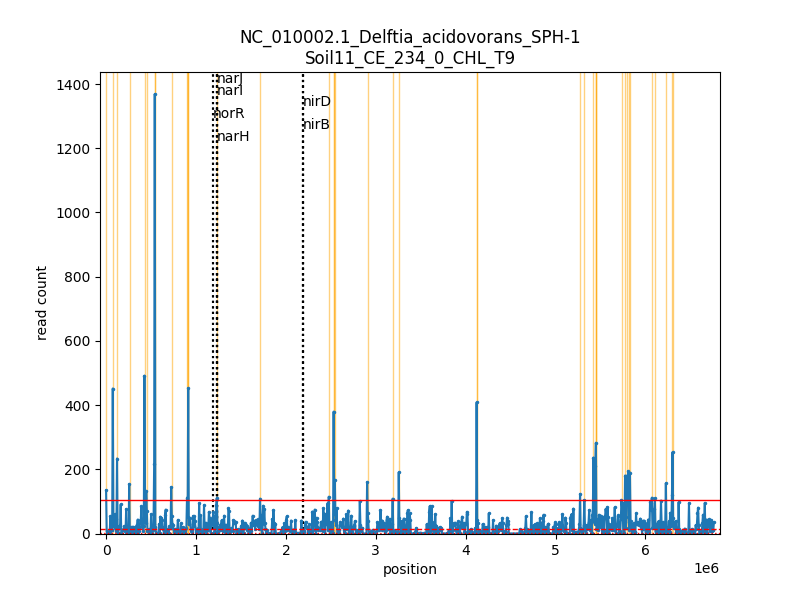 NC_010002.1_Delftia_acidovorans_SPH-1
Soil11_CE_234_0_CHL_T9
read count
1400
1200
1000
800
600
400
200
0
narJ
narI
norR
narH
nirD
nirB
0 1 2 3 4 5 6
1e6
position